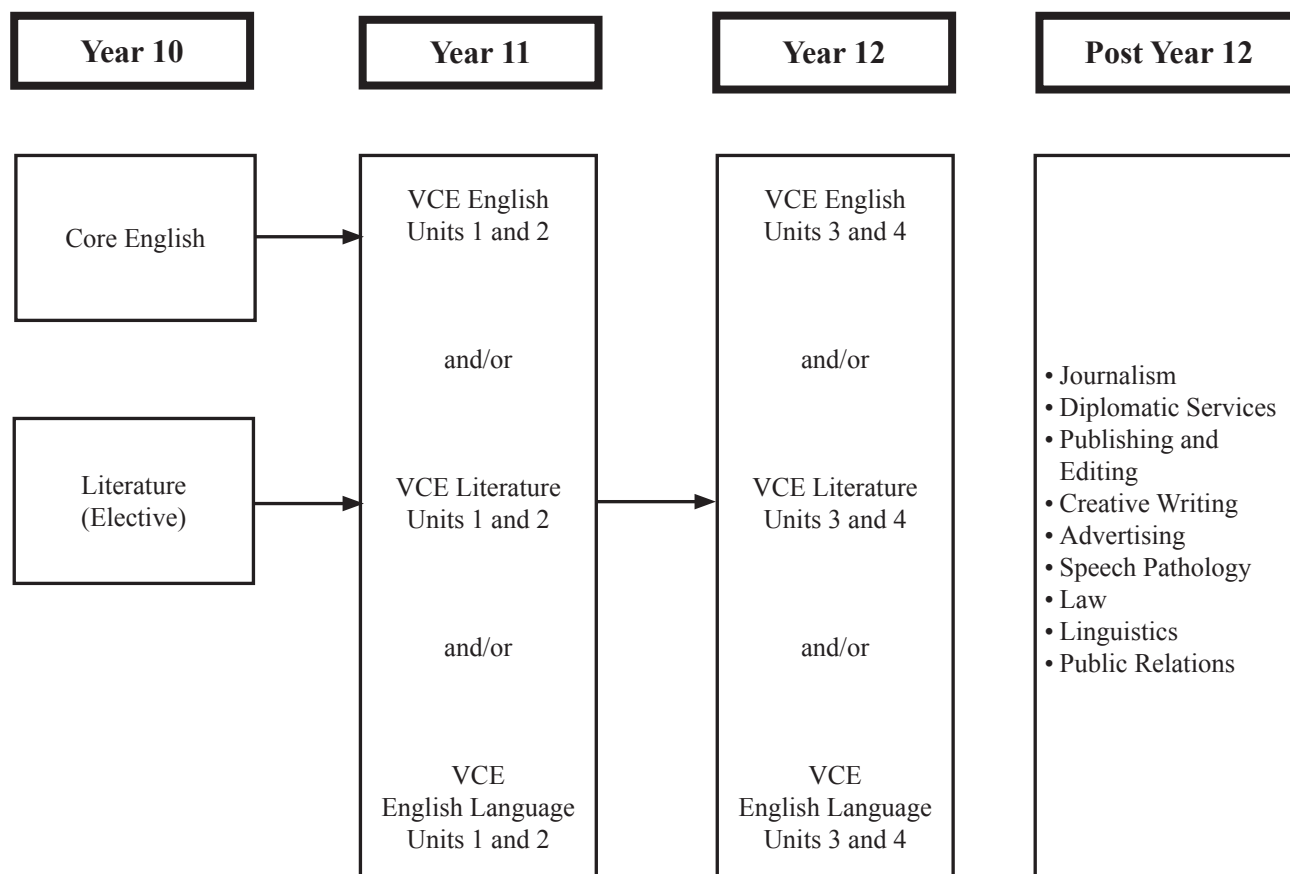 Year 10
Year 11
Year 12
Post Year 12
Core English
Literature
(Elective)
VCE English
Units 1 and 2
and/or
VCE Literature
Units 1 and 2
and/or
VCE
English Language
Units 1 and 2
VCE English
Units 3 and 4
and/or
VCE Literature
Units 3 and 4
and/or
VCE
English Language
Units 3 and 4
• Journalism
• Diplomatic Services
• Publishing and
Editing
• Creative Writing
• Advertising
• Speech Pathology
• Law
• Linguistics
• Public Relations